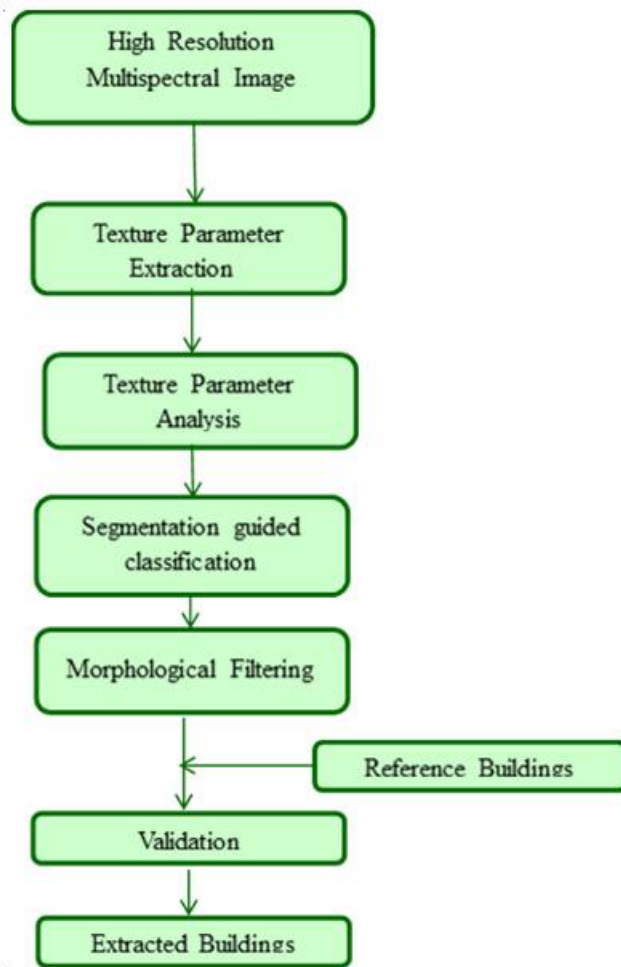 High Resolution
Multispectral Image
Texture Parameter
Extraction
Texture Parameter
Analysis
Segmentation guided
classification
Morphological Filtering
Reference Buildings
Validation
Extracted Buildings